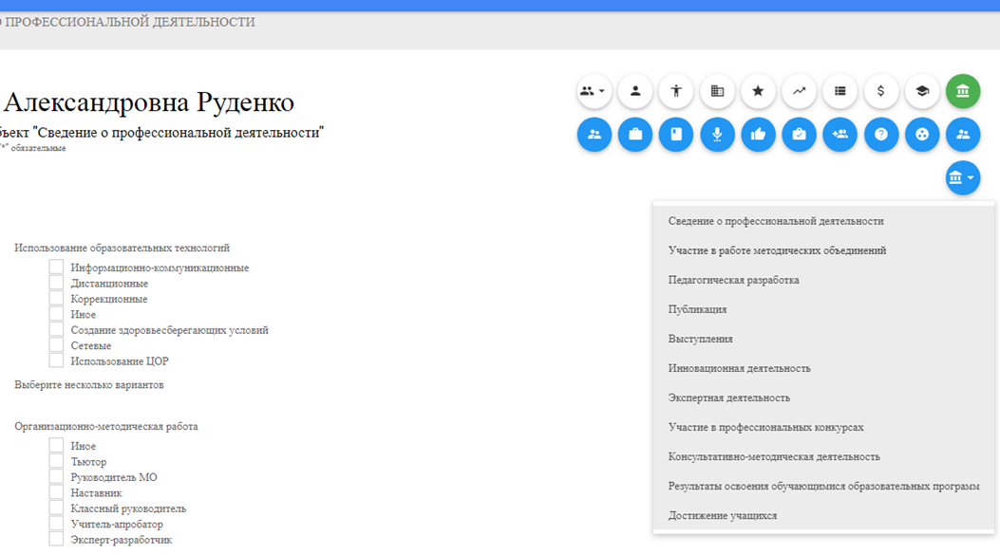 О ПРОФЕССИОНАЛЬНОЙ ДЕЯТЕЛЬНОСТИ
Александровна Руденко
бъект "Сведение о профессиональной деятельности"
"*" обязательные
$
?
Использование образовательных технологий
Информационно-коммуникационные
Дистанционные
Коррекционные
Иное
Создание здоровьесберегающих условий
Сетевые
Использование ЦОР
Выберите несколько вариантов
Организационно-методическая работа
Иное
Тьютор
Руководитель МО
Наставник
Классный руководитель
Учитель-апробатор
Эксперт-разработчик
Сведение о профессиональной деятельности
Участие в работе методических объединений
Педагогическая разработка
Публикация
Выступления
Инновационная деятельность
Экспертная деятельность
Участие в профессиональных конкурсах
Консультативно-методическая деятельность
Результаты освоения обучающимися образовательных программ
Достижение учащихся